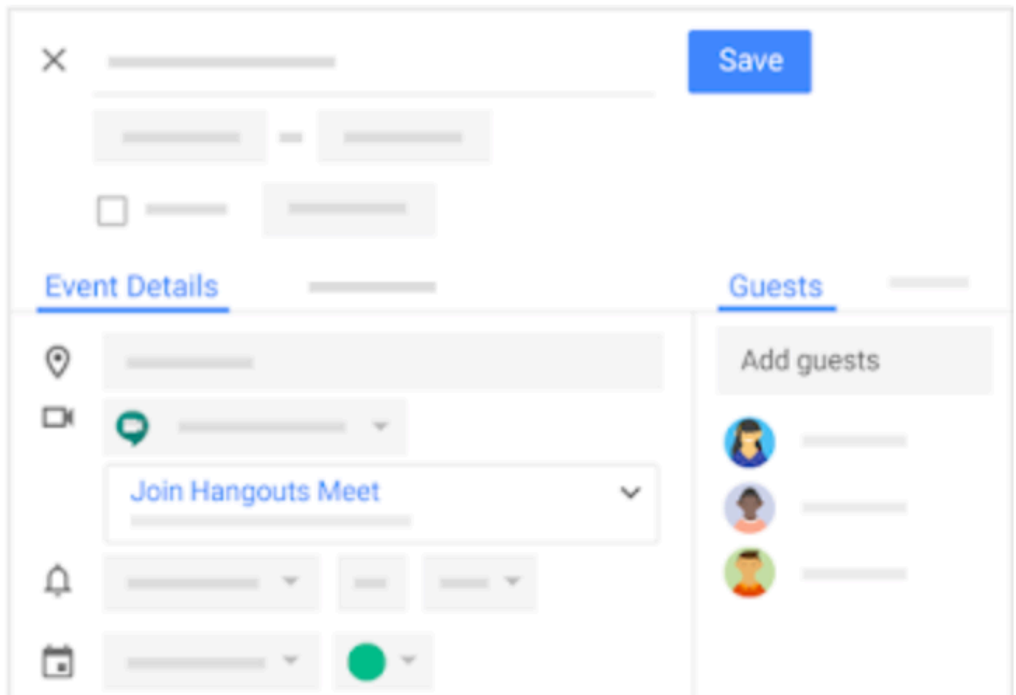 Save
Event Details
Guests
Add guests
Join Hangouts Meet